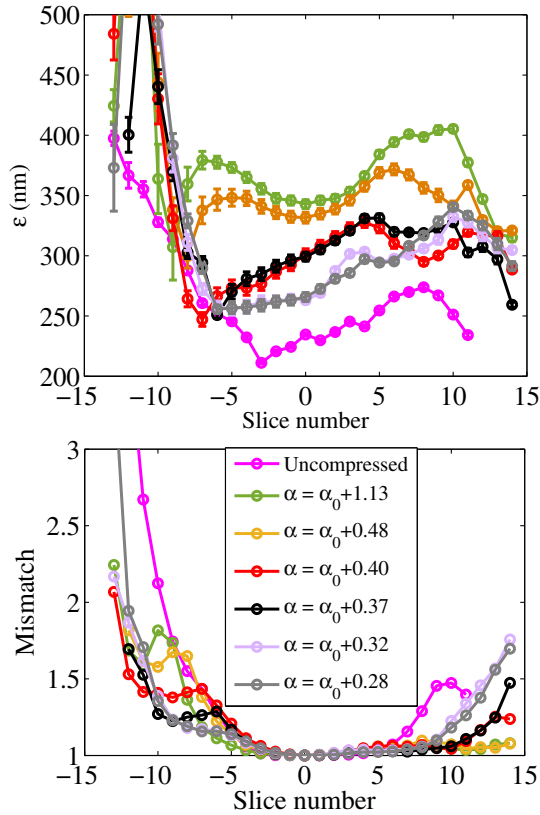 500
450
400
350
300
250
200
ε (nm)
−15 −10 −5 0 5 10 15
Slice number
3
2.5
2
1.5
1
Mismatch
Uncompressed
α = α0+1.13
α = α0+0.48
α = α0+0.40
α = α0+0.37
α = α0+0.32
α = α0+0.28
−15 −10 −5 0 5 10 15
Slice number